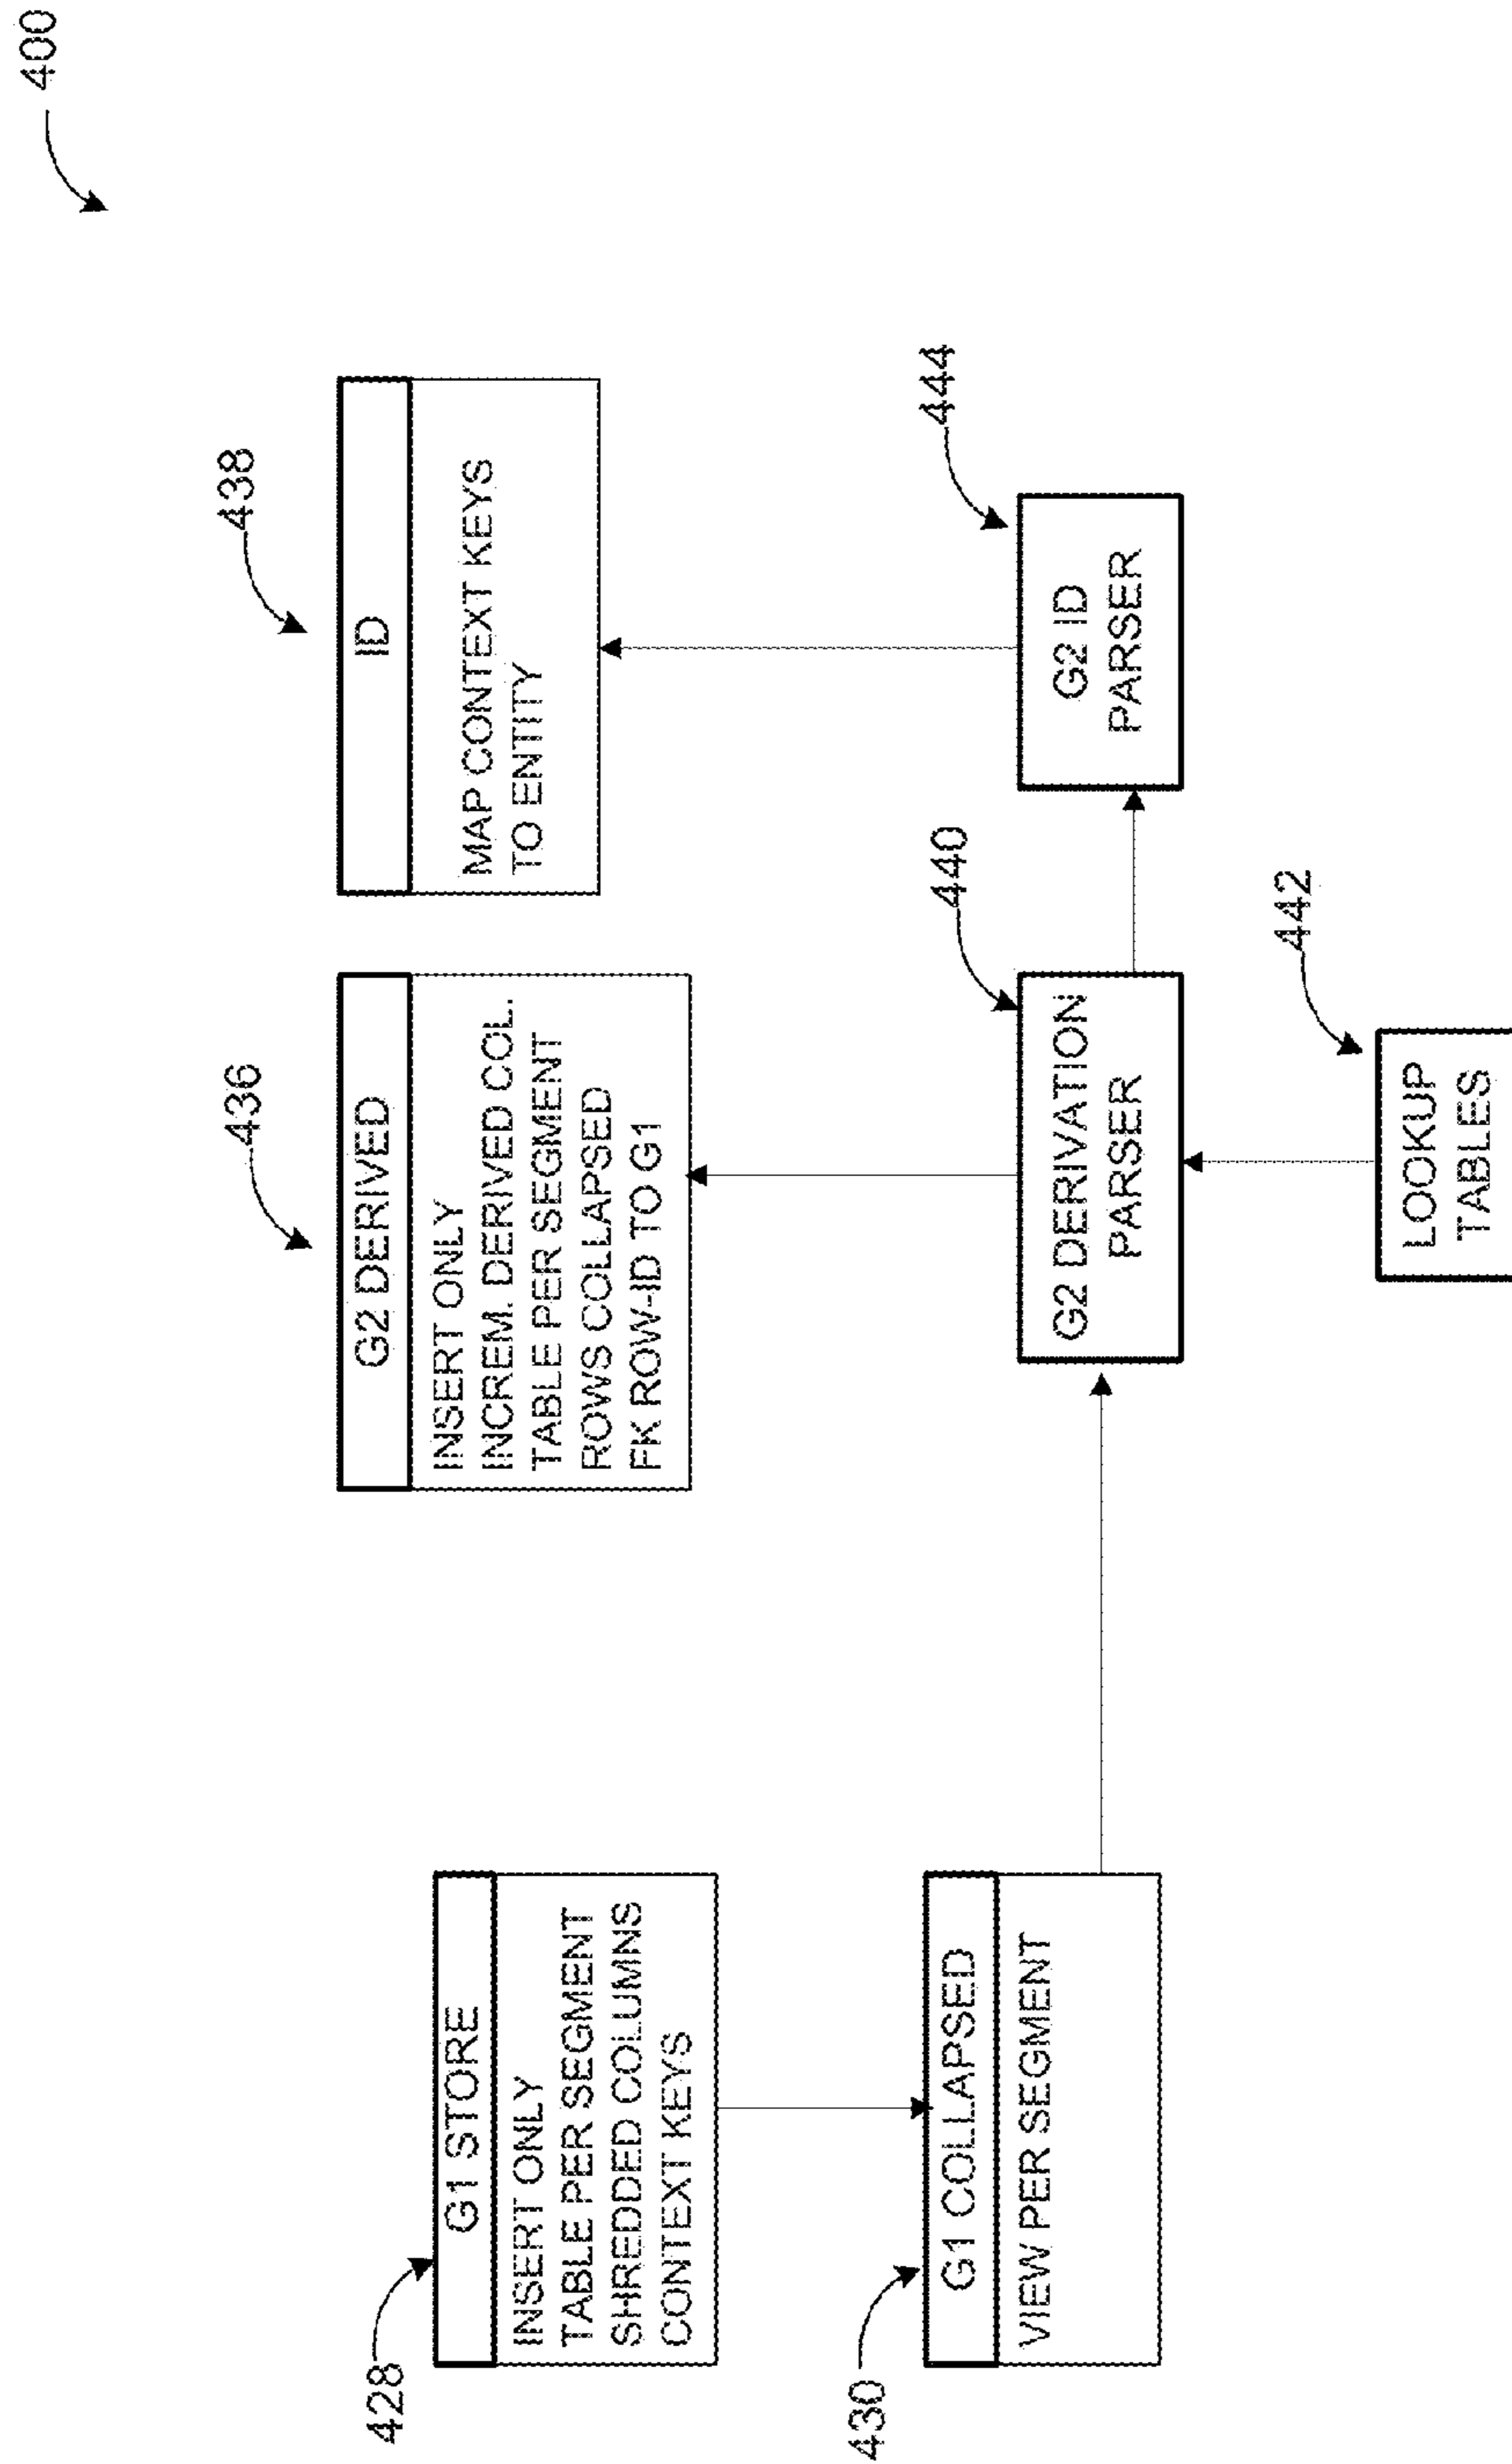 400
428
G1 STORE
INSERT ONLY
TABLE PER SEGMENT
SHREDDED COLUMNS
CONTEXT KEYS
430
G1 COLLAPSED
VIEW PER SEGMENT
436
G2 DERIVED
INSERT ONLY
INCREM. DERIVED COL.
TABLE PER SEGMENT
ROWS COLLAPSED
FK ROW-ID TO G1
438
ID
MAP CONTEXT KEYS
TO ENTITY
440
G2 DERIVATION
PARSER
444
G2 ID
PARSER
442
LOOKUP
TABLES